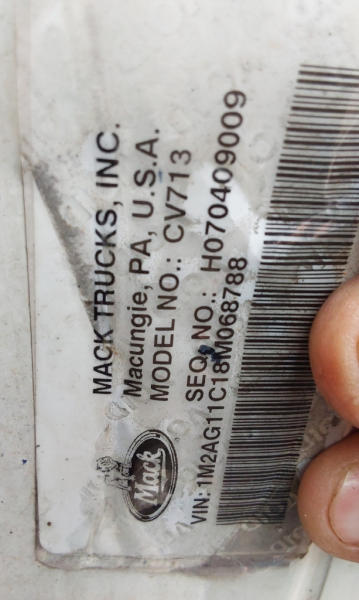 MACK TRUCKS, INC.
Macungie, PA, U.S.A.
MODEL NO.: CV713
SEQ. NO.: H070409009
Mack
VIN: 1M2AG11C18M068788